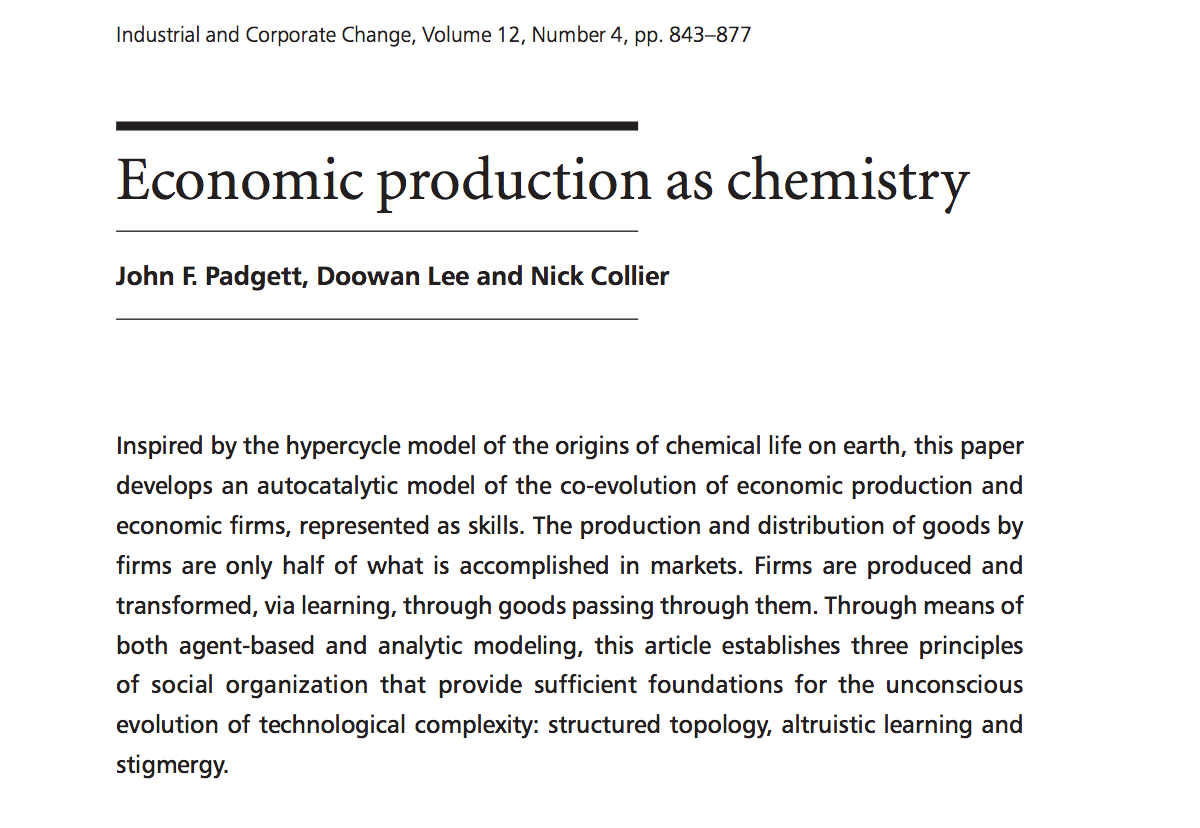 Industrial and Corporate Change, Volume 12, Number 4, pp. 843–877
Economic production as chemistry
John F. Padgett, Doowan Lee and Nick Collier
Inspired by the hypercycle model of the origins of chemical life on earth, this paper
develops an autocatalytic model of the co-evolution of economic production and
economic firms, represented as skills. The production and distribution of goods by
firms are only half of what is accomplished in markets. Firms are produced and
transformed, via learning, through goods passing through them. Through means of
both agent-based and analytic modeling, this article establishes three principles
of social organization that provide sufficient foundations for the unconscious
evolution of technological complexity: structured topology, altruistic learning and
stigmergy.